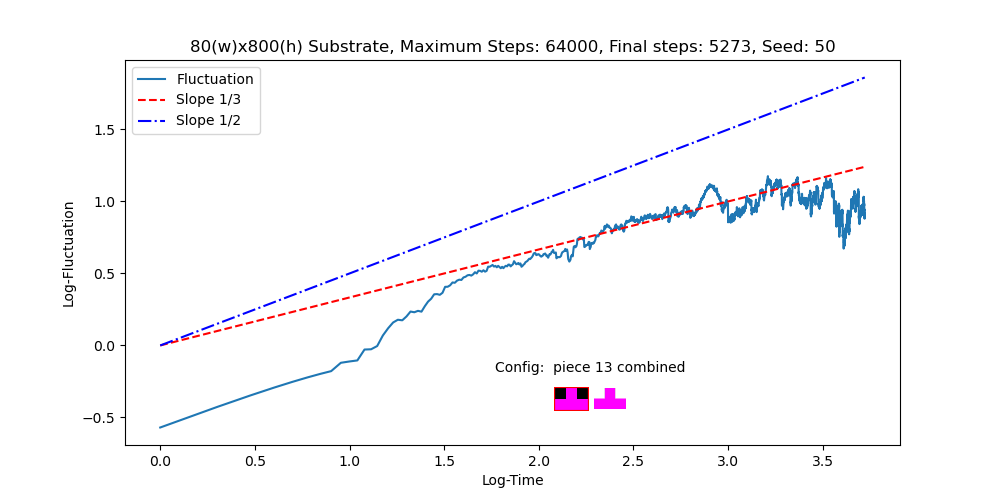 80(w)x800(h) Substrate, Maximum Steps: 64000, Final steps: 5273, Seed: 50
Fluctuation
Slope 1/3
Slope 1/2
1.5
1.0
0.5
0.0
−0.5
Log-Fluctuation
Config:  piece 13 combined
0.0 0.5 1.0 1.5 2.0 2.5 3.0 3.5
Log-Time